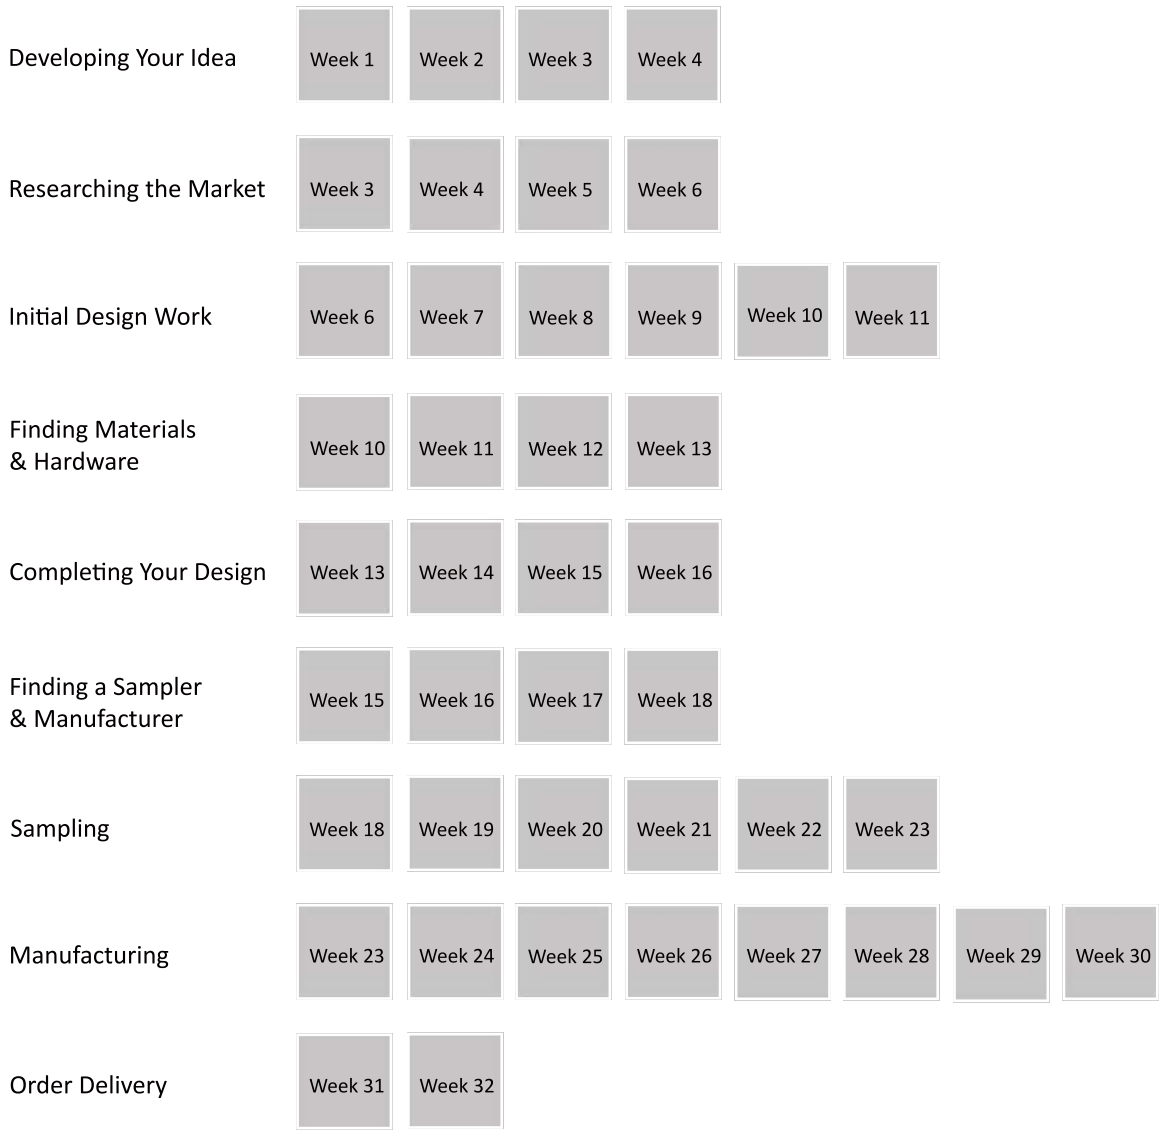 Developing Your Idea Week 1 Week 2 Week 3 Week 4
Researching the Market Week 3 Week 4 Week 5 Week 6
Initial Design Work Week 6 Week 7 Week 8 Week 9 Week 10 Week 11
Finding Materials
& Hardware
Week 10 Week 11 Week 12 Week 13
Completing Your Design Week 13 Week 14 Week 15 Week 16
Finding a Sampler
& Manufacturer
Week 15 Week 16 Week 17 Week 18
Sampling Week 18 Week 19 Week 20 Week 21 Week 22 Week 23
Manufacturing Week 23 Week 24 Week 25 Week 26 Week 27 Week 28 Week 29 Week 30
Order Delivery Week 31 Week 32